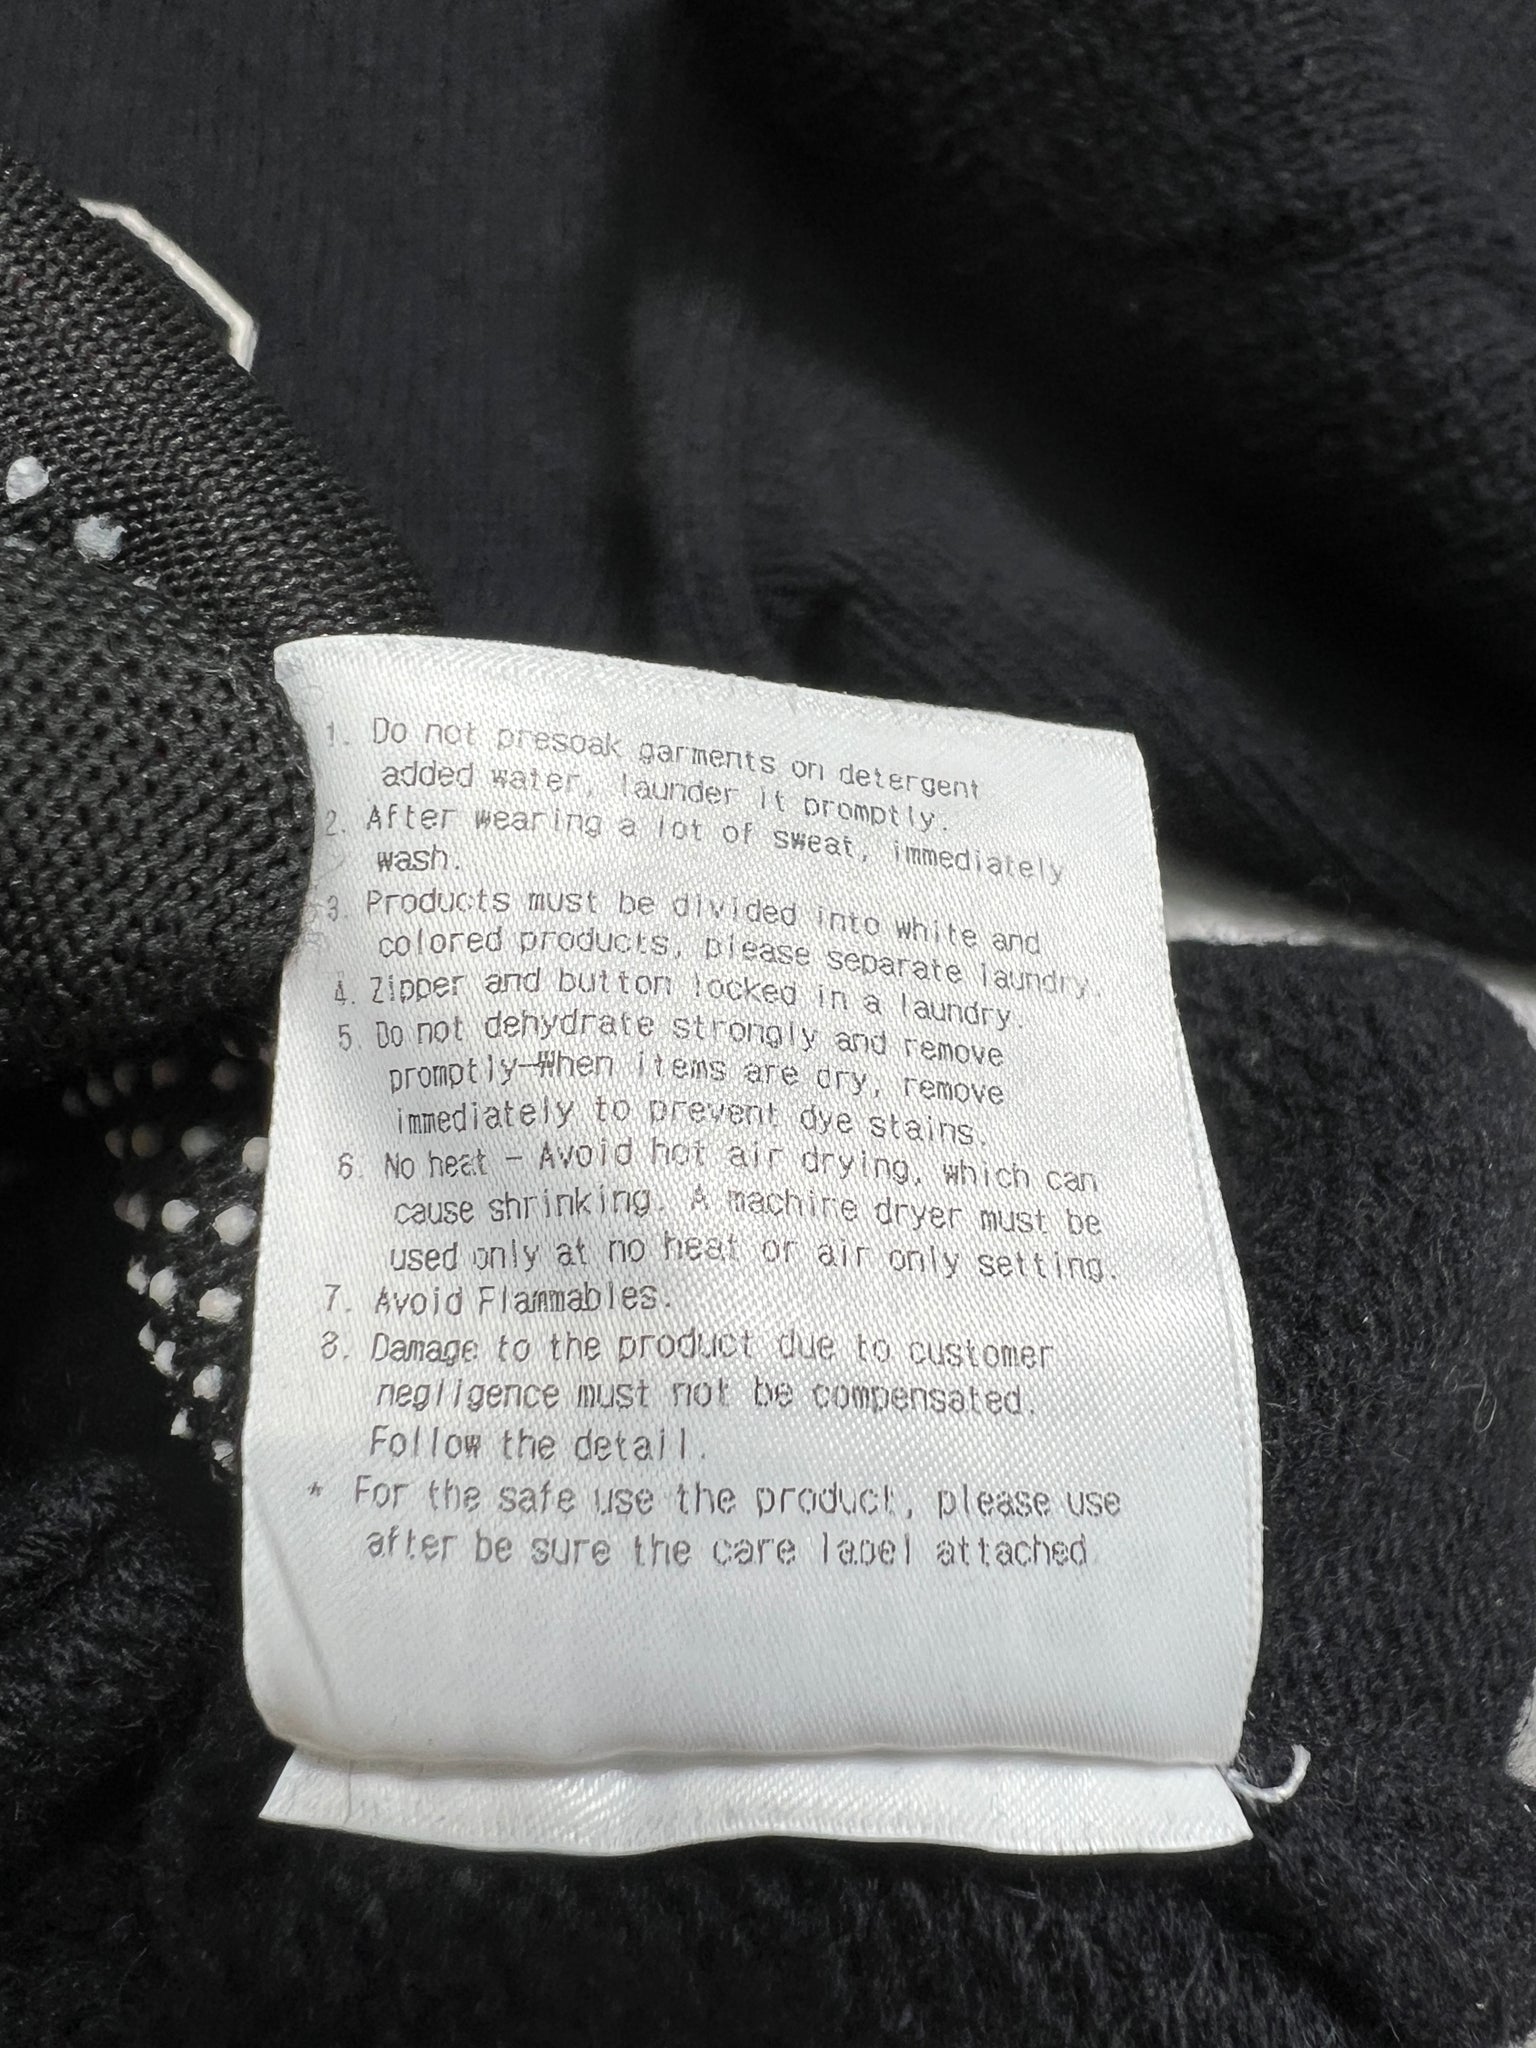 1. Do not presoak garments on detergent
added water, launder it promptly.
2. After wearing a lot of sweat, immediately
wash.
3. Products must be divided into white and
colored products, please separate laundry.
4. Zipper and button locked in a laundry.
5. Do not dehydrate strongly and remove
promptly-When items are dry, remove
immediately to prevent dye stains.
6. No heat - Avoid hot air drying, which can
cause shrinking. A machine dryer must be
used only at no heat or air only setting.
7. Avoid Flammables.
8. Damage to the product due to customer
negligence must not be compensated.
Follow the detail.
* For the safe use the product, please use
after be sure the care label attached